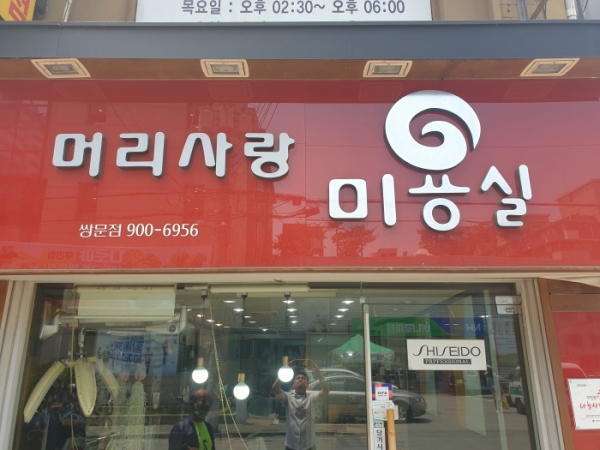 목요일 : 오후 02:30~ 오후 06:00
머리사랑
미용실
쌍문점 900-6956
SHISEIDO
PROFESSIONAL